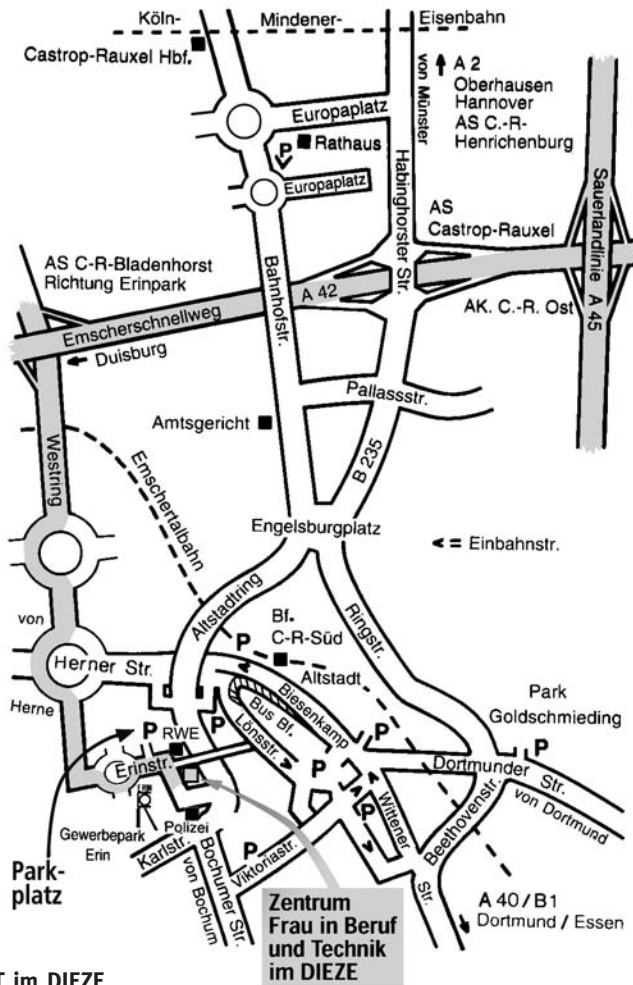 Köln- Mindener- Eisenbahn
Castrop-Rauxel Hbf.
von Münster
A 2
Oberhausen
Hannover
AS C.-R-
Henrichenburg
Europaplatz
P
Rathaus
Europaplatz
Habinghorster Str.
Sauerlandlinie A 45
AS
Castrop-Rauxel
AS C-R-Bladenhorst
Richtung Erinpark
Bahnhofstr.
A 42
Emscherschnellweg
AK. C.-R. Ost
Duisburg
Pallassstr.
Amtsgericht
Westring
B 235
Emschertalbahn
Engelsburgplatz
Einbahnstr.
Altstadtring
Ringstr.
von
Herne
Herner Str.
P
Bf.
C-R-Süd
Altstadt
Biesenkamp
Bus Bf.
Lönsstr.
Park
Goldschmieding
P
P
RWE
P
P
P
Erinstr.
Dortmunder Str.
von Dortmund
P
Wittener Str.
Beethovenstr.
Gewerbepark
Erin
Polizei
Karlstr.
P
Viktoriastr.
Bochumer Str.
von Bochum
Park-
platz
A 40 / B1
Dortmund / Essen
Zentrum
Frau in Beruf
und Technik
im DIEZE
T im DIEZE